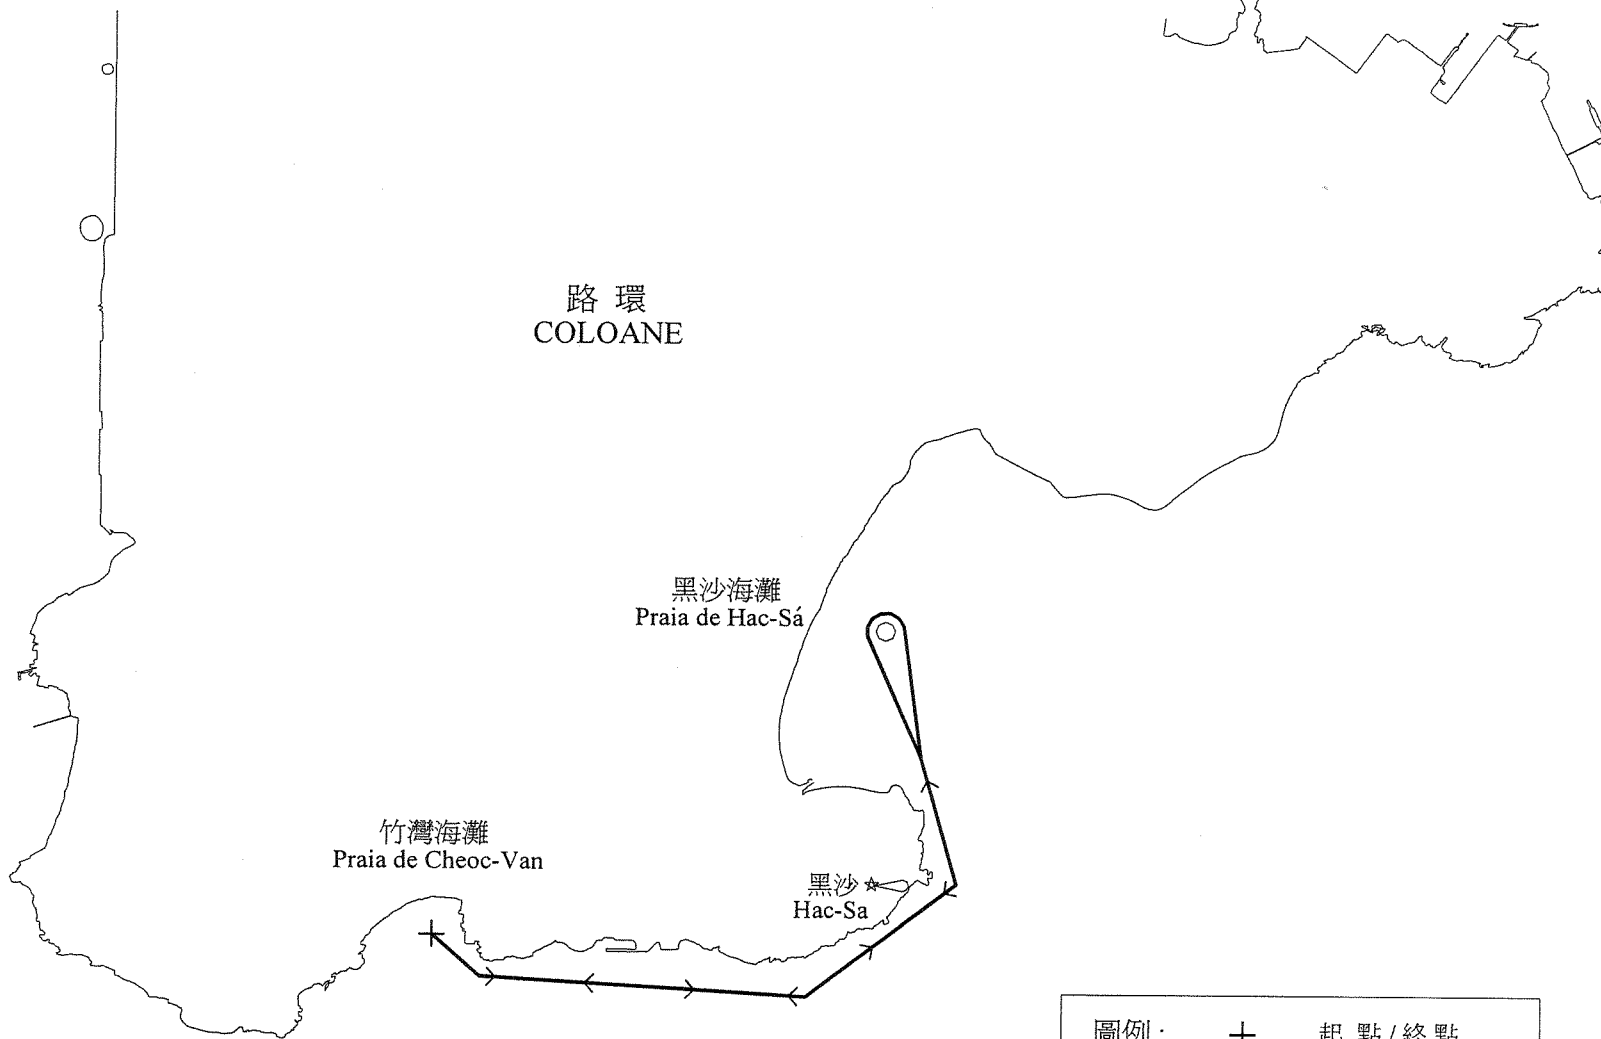 路 環
COLOANE
黑沙海灘
Praia de Hac-Sá
竹灣海灘
Praia de Cheoc-Van
黑沙
Hac-Sa
圖例: 起 點 / 終 點